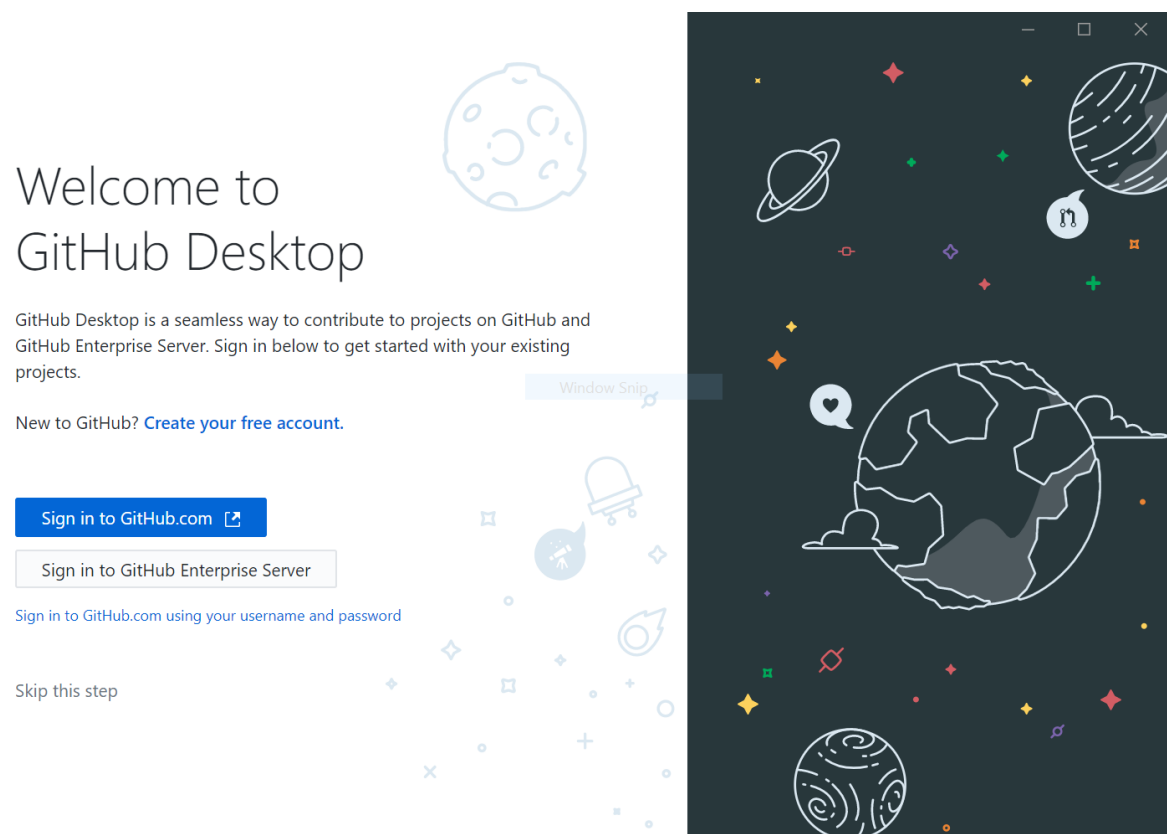 Welcome to
GitHub Desktop
GitHub Desktop is a seamless way to contribute to projects on GitHub and
GitHub Enterprise Server. Sign in below to get started with your existing
projects.
Window Snip
New to GitHub? Create your free account.
Sign in to GitHub.com
Sign in to GitHub Enterprise Server
Sign in to GitHub.com using your username and password
Skip this step